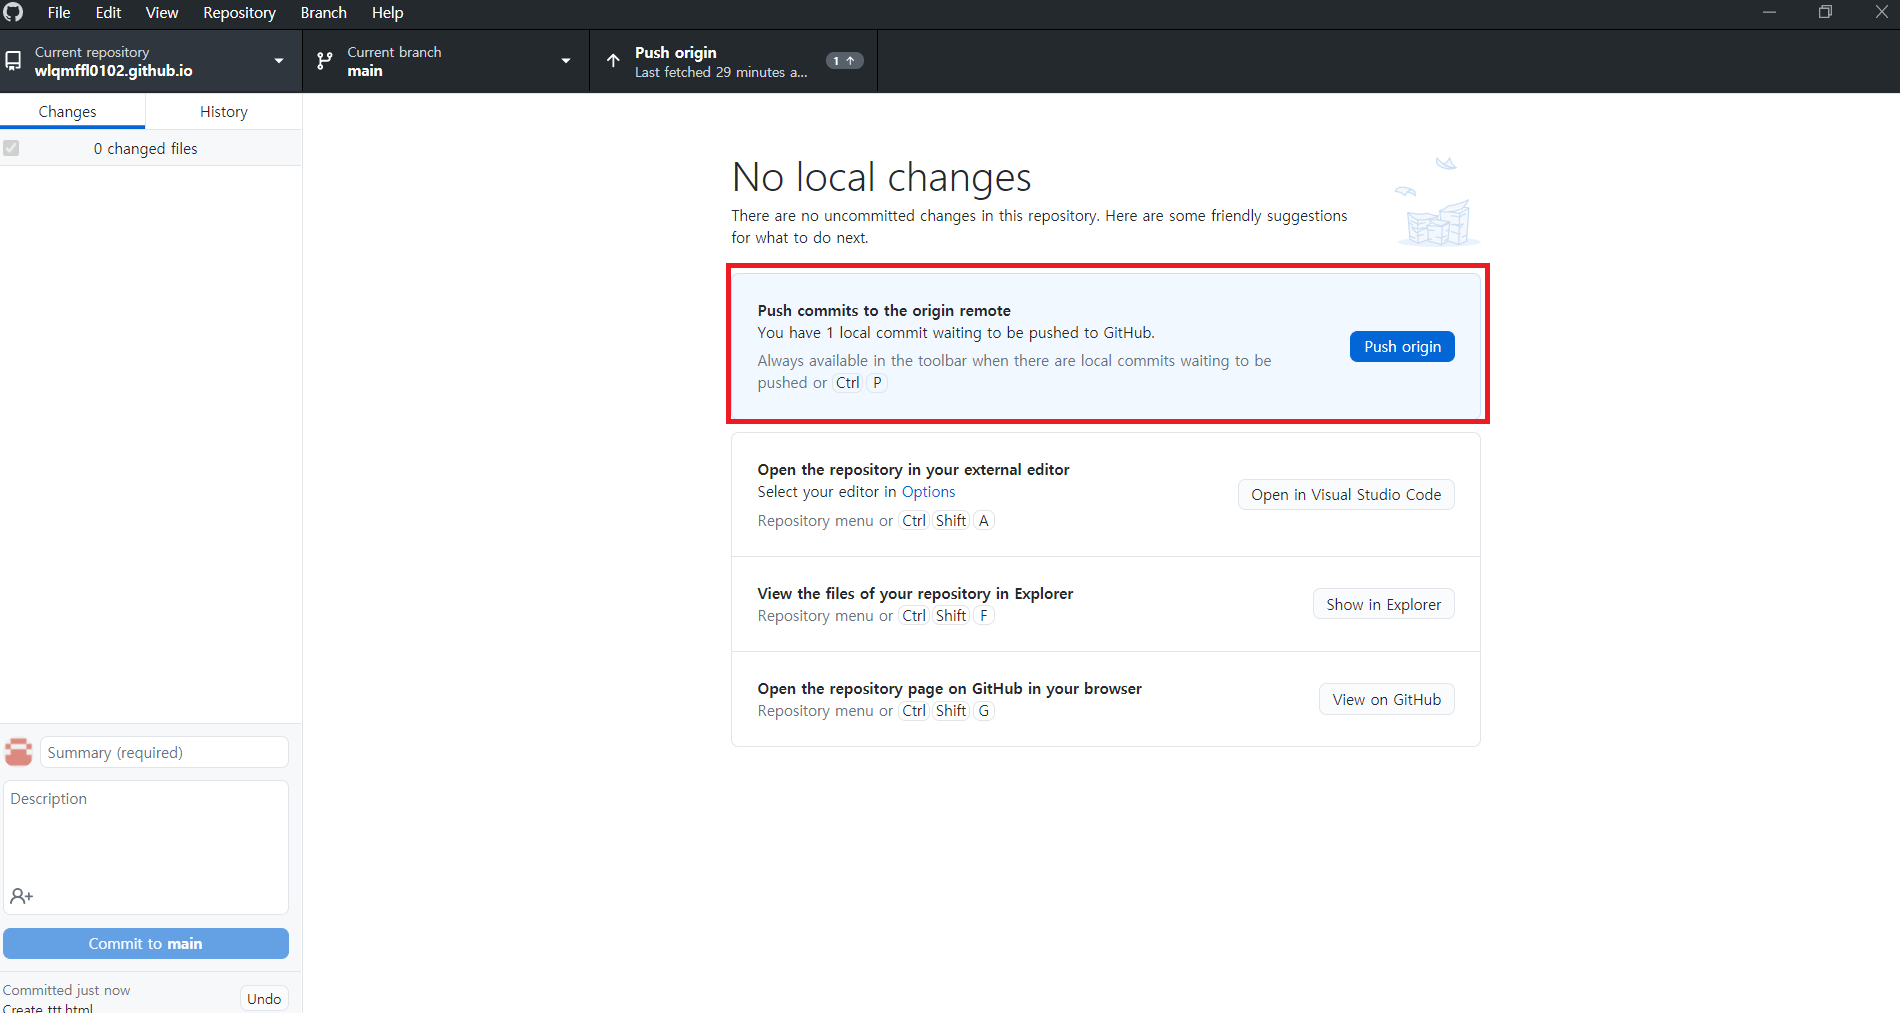 File Edit View Repository Branch Help
Current repository
wlqmffl0102.github.io
Current branch
main
Push origin
Last fetched 29 minutes a...
1
Changes
History
0 changed files
No local changes
There are no uncommitted changes in this repository. Here are some friendly suggestions
for what to do next.
Push commits to the origin remote
You have 1 local commit waiting to be pushed to GitHub.
Always available in the toolbar when there are local commits waiting to be
pushed or Ctrl P
Push origin
Open the repository in your external editor
Select your editor in Options
Repository menu or Ctrl Shift A
Open in Visual Studio Code
View the files of your repository in Explorer
Repository menu or Ctrl Shift F
Show in Explorer
Open the repository page on GitHub in your browser
Repository menu or Ctrl Shift G
View on GitHub
Summary (required)
Description
Commit to main
Committed just now
Create ttt.html
Undo